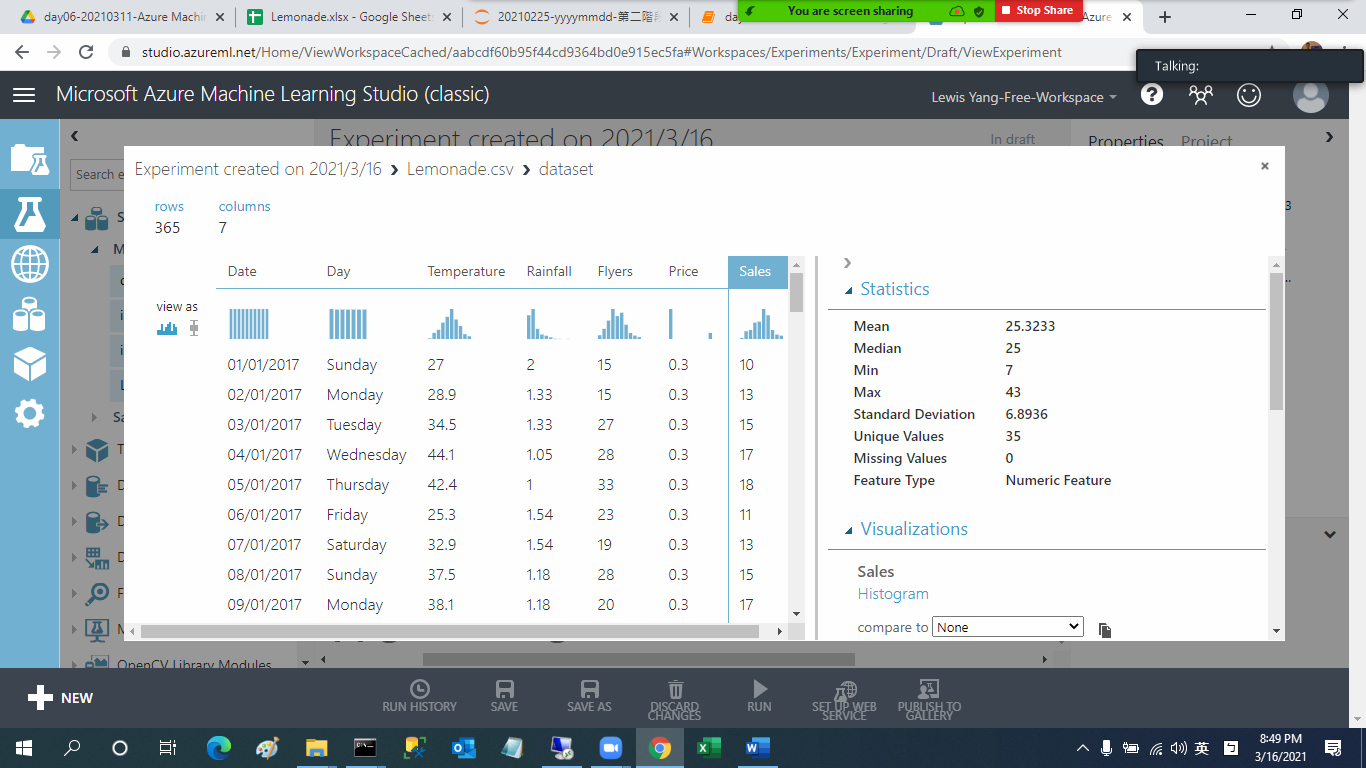 day06-20210311-Azure Machin
Lemonade.xlsx - Google Sheets
20210225-yyyymmdd-第二階段
You are screen sharing
Stop Share
studio.azureml.net/Home/ViewWorkspaceCached/aabcdf60b95f44cd9364bd0e915ec5fa#Workspaces/Experiments/Experiment/Draft/ViewExperiment
Talking:
Microsoft Azure Machine Learning Studio (classic)
Lewis Yang-Free-Workspace
Experiment created on 2021/3/16
In draft
Properties Project
Search e
Experiment created on 2021/3/16 > Lemonade.csv > dataset
rows columns
365 7
view as
Date Day Temperature Rainfall Flyers Price Sales
01/01/2017 Sunday 27 2 15 0.3 10
02/01/2017 Monday 28.9 1.33 15 0.3 13
03/01/2017 Tuesday 34.5 1.33 27 0.3 15
04/01/2017 Wednesday 44.1 1.05 28 0.3 17
05/01/2017 Thursday 42.4 1 33 0.3 18
06/01/2017 Friday 25.3 1.54 23 0.3 11
07/01/2017 Saturday 32.9 1.54 19 0.3 13
08/01/2017 Sunday 37.5 1.18 28 0.3 15
09/01/2017 Monday 38.1 1.18 20 0.3 17
Statistics
Mean 25.3233
Median 25
Min 7
Max 43
Standard Deviation 6.8936
Unique Values 35
Missing Values 0
Feature Type Numeric Feature
Visualizations
Sales
Histogram
compare to None
OpenCV Library Modules
NEW
RUN HISTORY
SAVE
SAVE AS
DISCARD CHANGES
RUN
SET UP WEB SERVICE
PUBLISH TO GALLERY
英
8:49 PM
3/16/2021